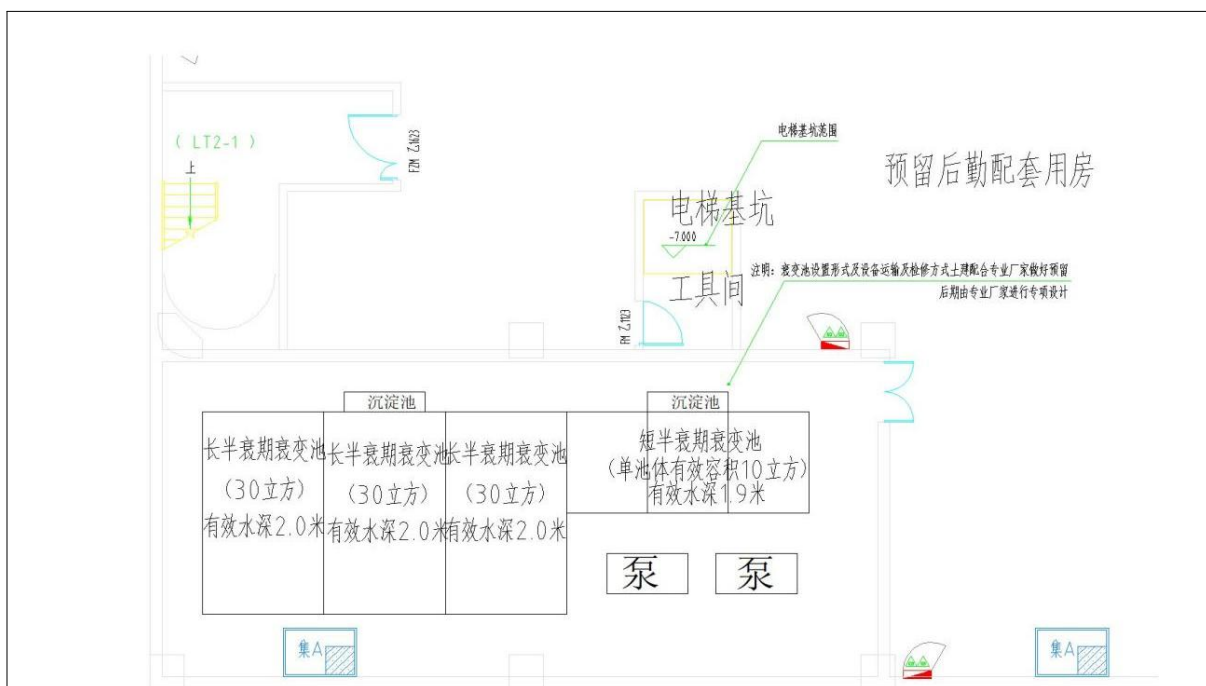 电梯基坑范围
预留后勤配套用房
( LT2-1 )
上
FZM 乙1623
电梯基坑
-7.000
注明：衰变池设置形式及设备运输及检修方式土建配合专业厂家做好预留
后期由专业厂家进行专项设计
工具间
FM 乙1123
沉淀池
沉淀池
长半衰期衰变池
(30立方)
有效水深2.0米
长半衰期衰变池
(30立方)
有效水深2.0米
长半衰期衰变池
(30立方)
有效水深2.0米
短半衰期衰变池
(单池体有效容积10立方)
有效水深1.9米
泵
泵
集A
集A